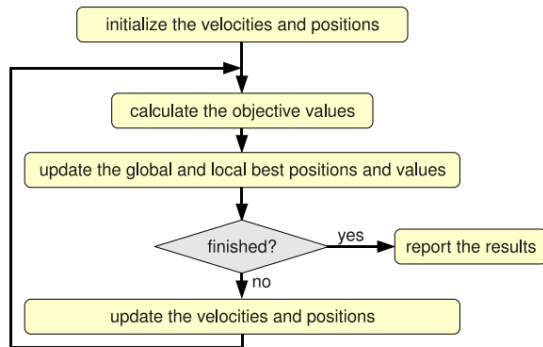 initialize the velocities and positions
calculate the objective values
update the global and local best positions and values
finished?
yes
report the results
no
update the velocities and positions